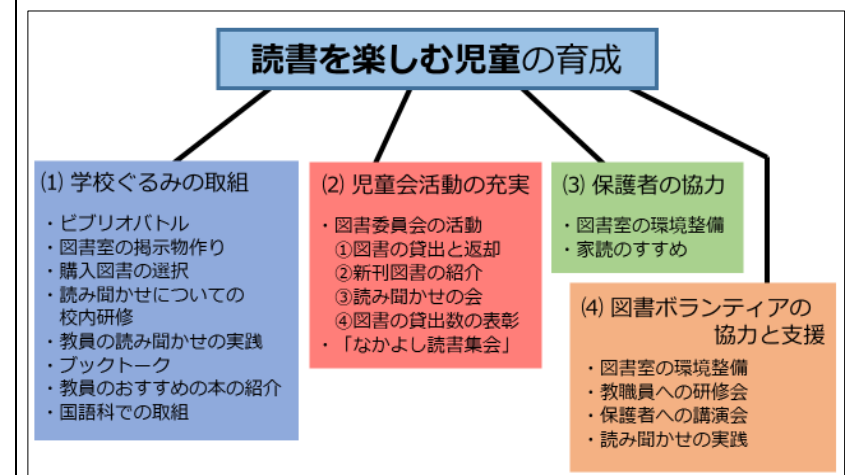 読書を楽しむ児童の育成
(1) 学校ぐるみの取組
・ビブリオバトル
・図書室の掲示物作り
・購入図書の選択
・読み聞かせについての
校内研修
・教員の読み聞かせの実践
・ブックトーク
・教員のおすすめの本の紹介
・国語科での取組
(2) 児童会活動の充実
・図書委員会の活動
①図書の貸出と返却
②新刊図書の紹介
③読み聞かせの会
④図書の貸出数の表彰
・「なかよし読書集会」
(3) 保護者の協力
・図書室の環境整備
・家読のすすめ
(4) 図書ボランティアの
協力と支援
・図書室の環境整備
・教職員への研修会
・保護者への講演会
・読み聞かせの実践